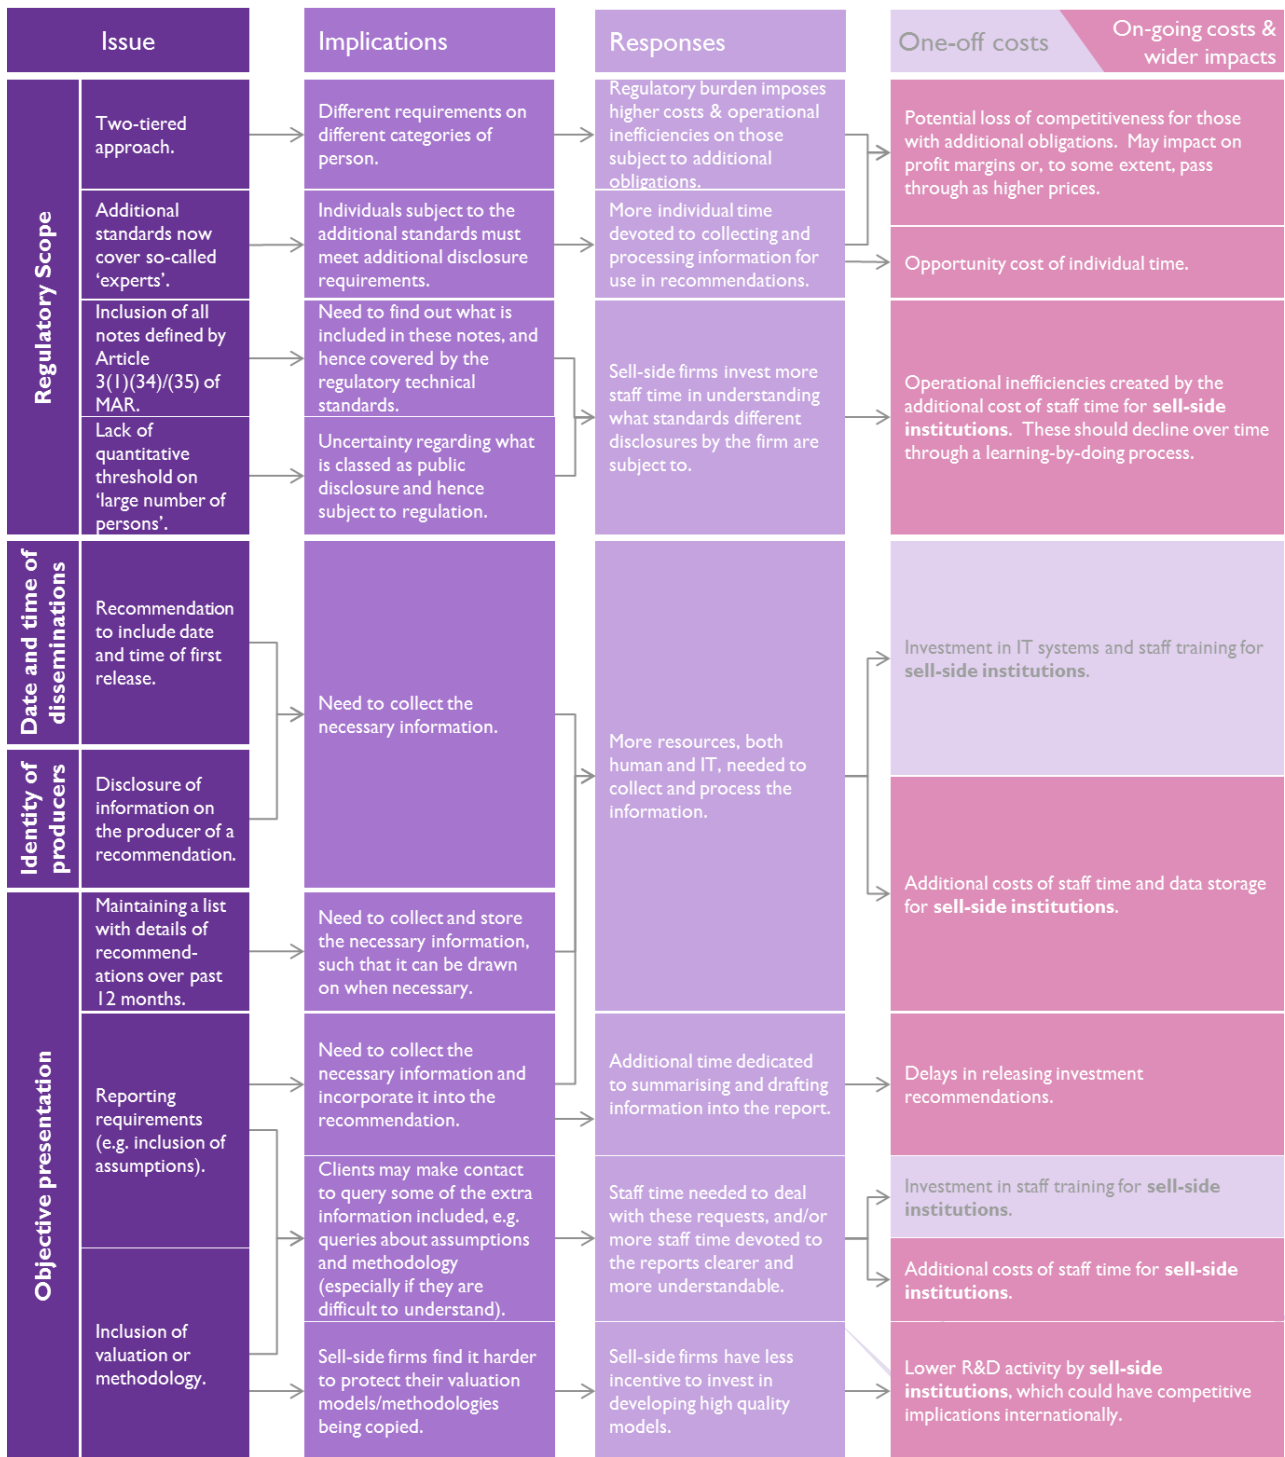 Issue
Implications
Responses
One-off costs
On-going costs &
wider impacts
Regulatory Scope
Two-tiered
approach.
Different requirements on
different categories of
person.
Regulatory burden imposes
higher costs & operational
inefficiencies on those
subject to additional
obligations.
Potential loss of competitiveness for those
with additional obligations.  May impact on
profit margins or, to some extent, pass
through as higher prices.
Additional
standards now
cover so-called
‘experts’.
Individuals subject to the
additional standards must
meet additional disclosure
requirements.
More individual time
devoted to collecting and
processing information for
use in recommendations.
Opportunity cost of individual time.
Inclusion of all
notes defined by
Article
3(1)(34)/(35) of
MAR.
Need to find out what is
included in these notes, and
hence covered by the
regulatory technical
standards.
Sell-side firms invest more
staff time in understanding
what standards different
disclosures by the firm are
subject to.
Operational inefficiencies created by the
additional cost of staff time for sell-side
institutions.  These should decline over time
through a learning-by-doing process.
Lack of
quantitative
threshold on
‘large number of
persons’.
Uncertainty regarding what
is classed as public
disclosure and hence
subject to regulation.
Date and time of
disseminations
Recommendation
to include date
and time of first
release.
Need to collect the
necessary information.
More resources, both
human and IT, needed to
collect and process the
information.
Investment in IT systems and staff training for
sell-side institutions.
Identity of
producers
Disclosure of
information on
the producer of a
recommendation.
Additional costs of staff time and data storage
for sell-side institutions.
Objective presentation
Maintaining a list
with details of
recommend-
ations over past
12 months.
Need to collect and store
the necessary information,
such that it can be drawn
on when necessary.
Reporting
requirements
(e.g. inclusion of
assumptions).
Need to collect the
necessary information and
incorporate it into the
recommendation.
Additional time dedicated
to summarising and drafting
information into the report.
Delays in releasing investment
recommendations.
Clients may make contact
to query some of the extra
information included, e.g.
queries about assumptions
and methodology
(especially if they are
difficult to understand).
Staff time needed to deal
with these requests, and/or
more staff time devoted to
the reports clearer and
more understandable.
Investment in staff training for sell-side
institutions.
Additional costs of staff time for sell-side
institutions.
Inclusion of
valuation or
methodology.
Sell-side firms find it harder
to protect their valuation
models/methodologies
being copied.
Sell-side firms have less
incentive to invest in
developing high quality
models.
Lower R&D activity by sell-side
institutions, which could have competitive
implications internationally.